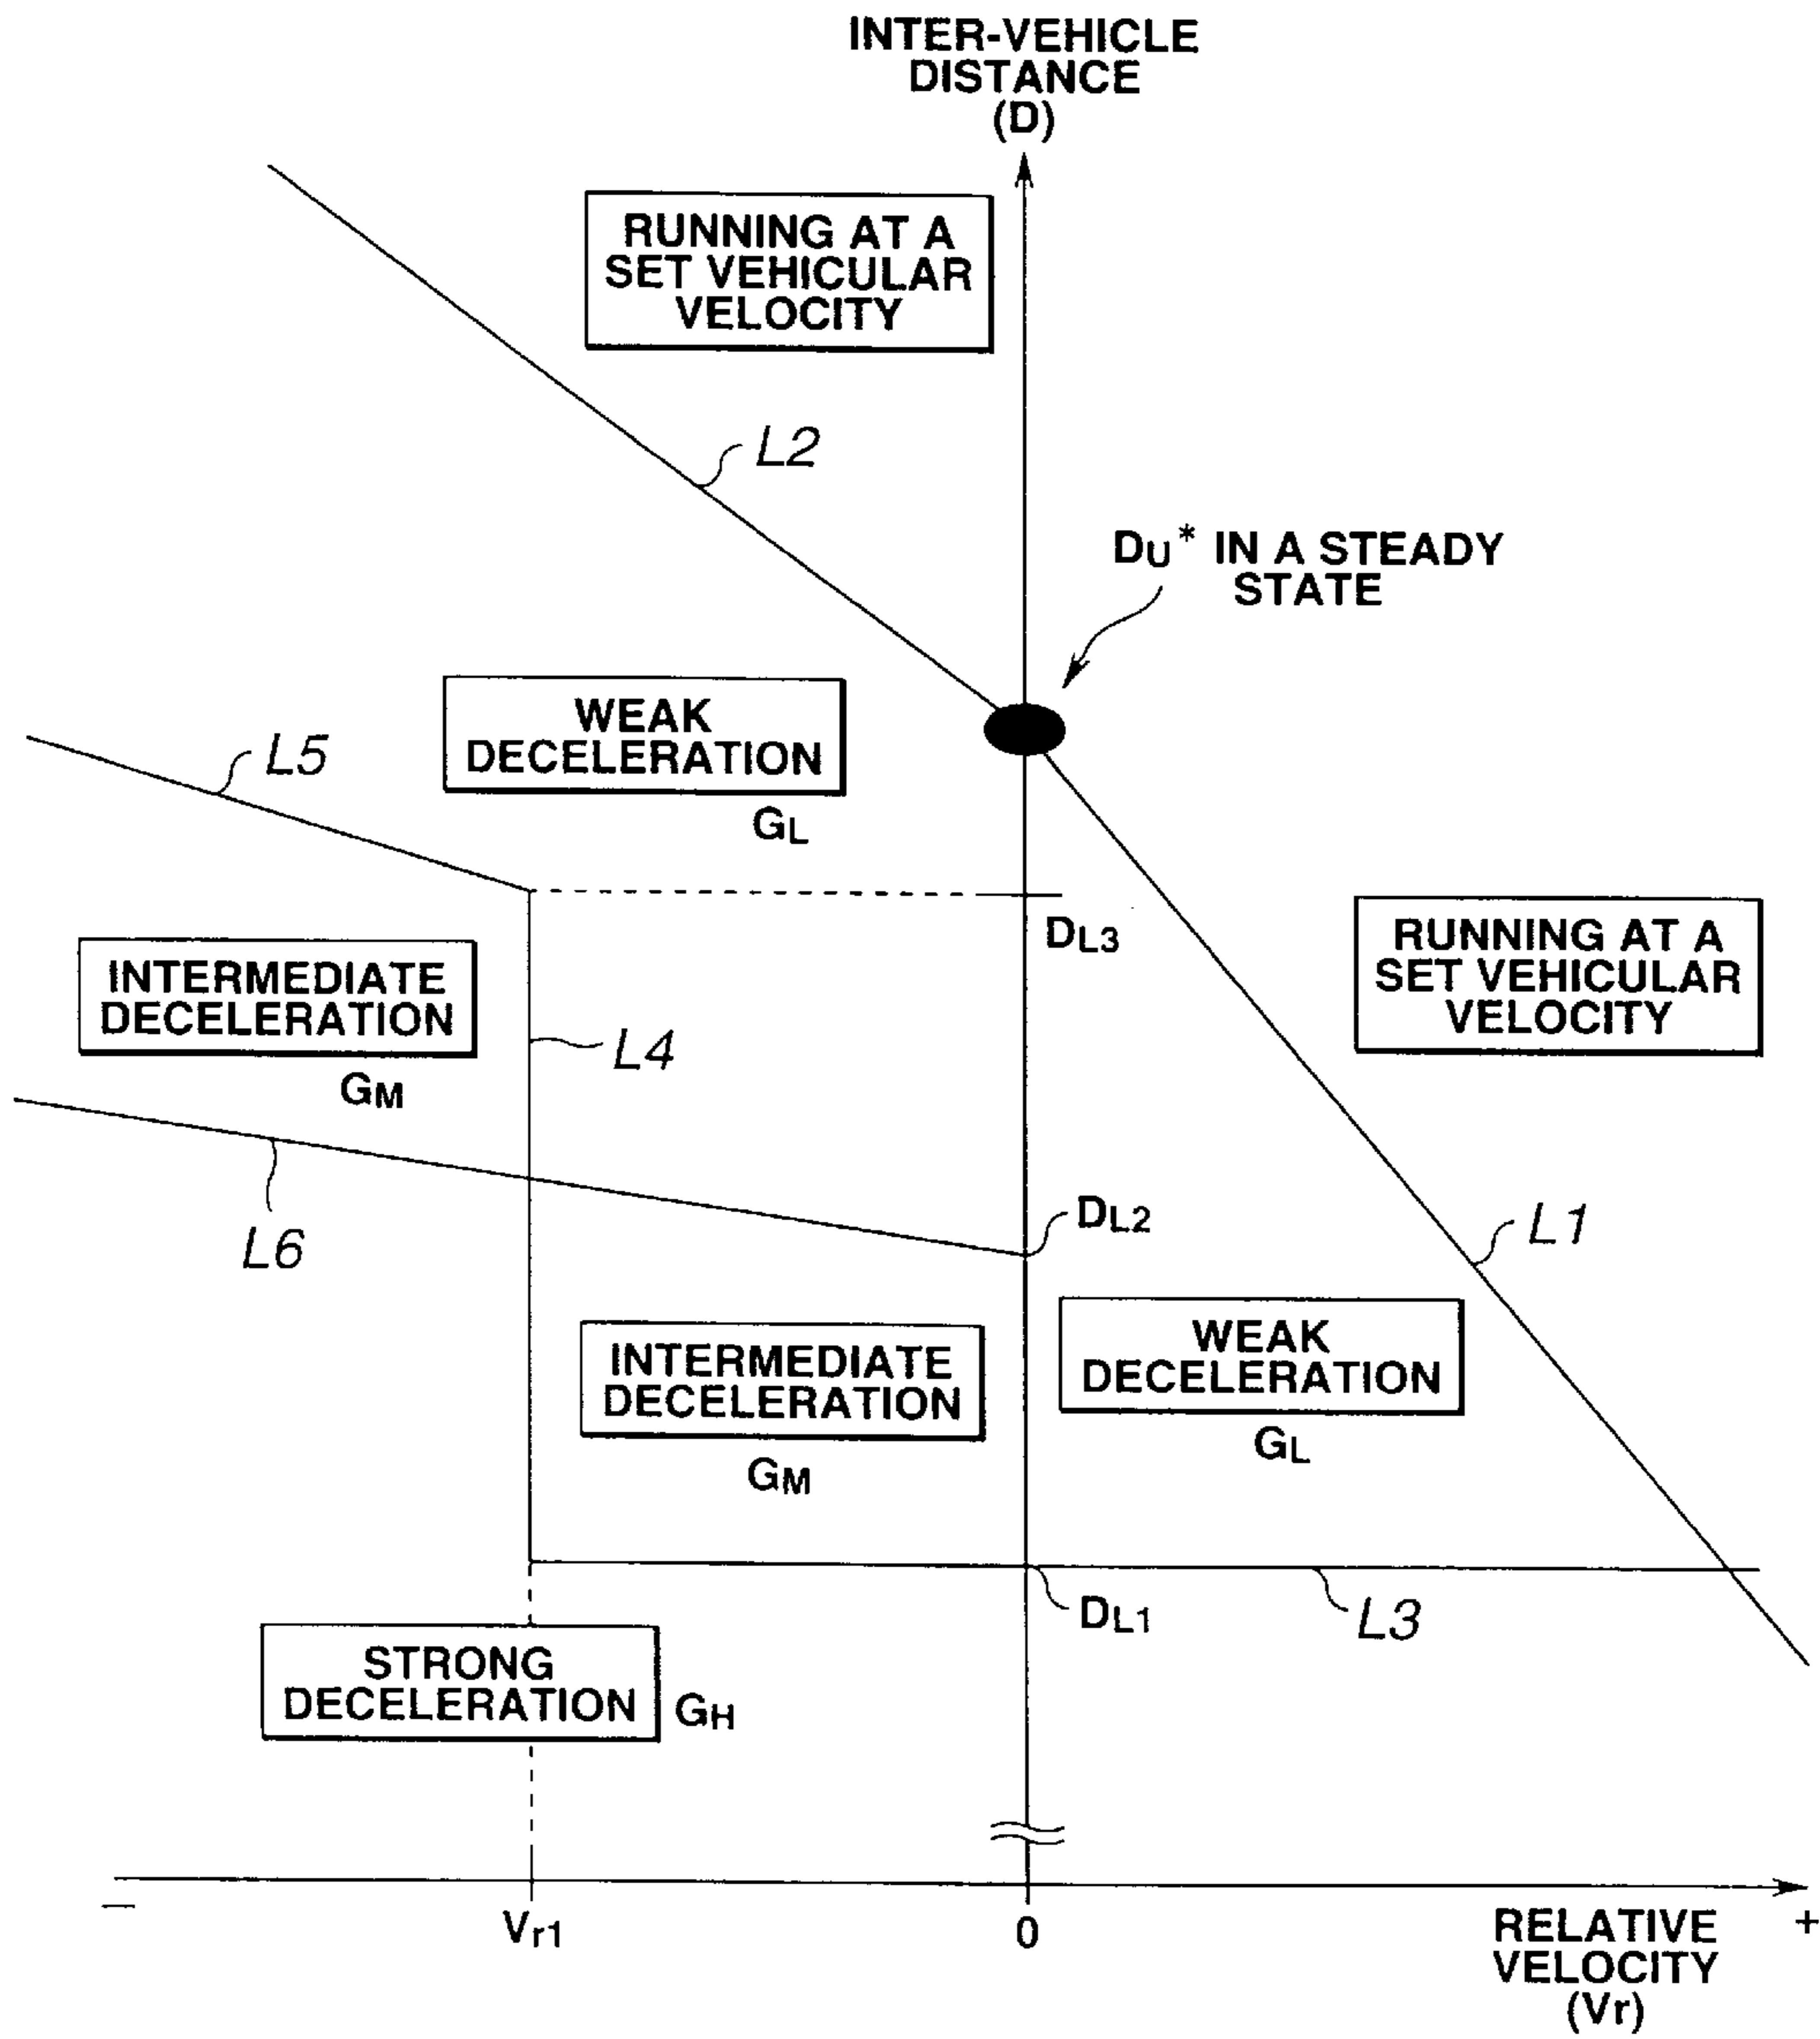 INTER-VEHICLE
DISTANCE
(D)
RUNNING AT A
SET VEHICULAR
VELOCITY
L2
DU* IN A STEADY
STATE
WEAK
DECELERATION
GL
L5
DL3
RUNNING AT A
SET VEHICULAR
VELOCITY
INTERMEDIATE
DECELERATION
GM
L4
L6
DL2
L1
INTERMEDIATE
DECELERATION
GM
WEAK
DECELERATION
GL
DL1
L3
STRONG
DECELERATION
GH
−
Vr1
0
+
RELATIVE
VELOCITY
(Vr)